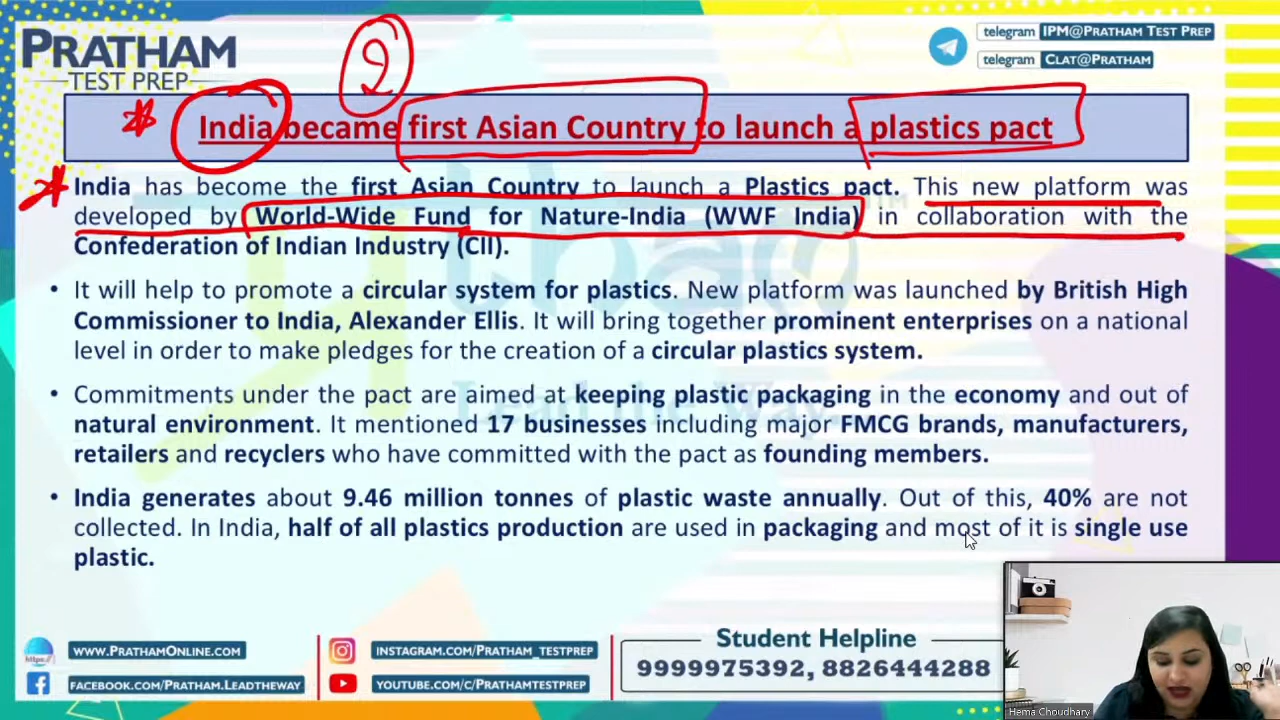 PRATHAM
TEST PREP
telegram IPM@PRATHAM TEST PREP
telegram CLAT@PRATHAM
2
* India became first Asian Country to launch a plastics pact
* India has become the first Asian Country to launch a Plastics pact. This new platform was
developed by World-Wide Fund for Nature-India (WWF India) in collaboration with the
Confederation of Indian Industry (CII).
• It will help to promote a circular system for plastics. New platform was launched by British High
Commissioner to India, Alexander Ellis. It will bring together prominent enterprises on a national
level in order to make pledges for the creation of a circular plastics system.
• Commitments under the pact are aimed at keeping plastic packaging in the economy and out of
natural environment. It mentioned 17 businesses including major FMCG brands, manufacturers,
retailers and recyclers who have committed with the pact as founding members.
• India generates about 9.46 million tonnes of plastic waste annually. Out of this, 40% are not
collected. In India, half of all plastics production are used in packaging and most of it is single use
plastic.
Lead the Way
https://
WWW.PRATHAMONLINE.COM
INSTAGRAM.COM/PRATHAM_TESTPREP
FACEBOOK.COM/PRATHAM.LEADTHEWAY
YOUTUBE.COM/C/PRATHAMTESTPREP
Student Helpline
9999975392, 8826444288
Hema Choudhary